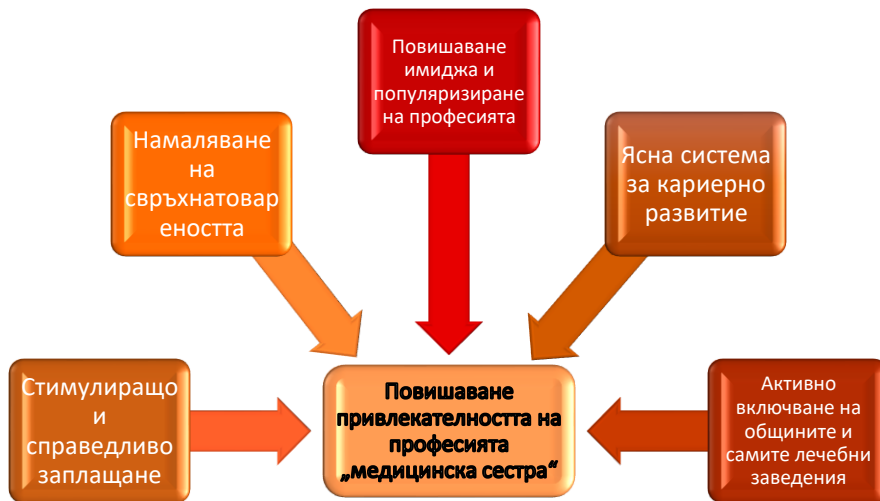 Повишаване
имиджа и
популяризиране
на професията
Намаляване
на
свръхнатовар
еността
Ясна система
за кариерно
развитие
Стимулиращо
и
справедливо
заплащане
Повишаване
привлекателността на
професията
„медицинска сестра“
Активно
включване на
общините и
самите лечебни
заведения